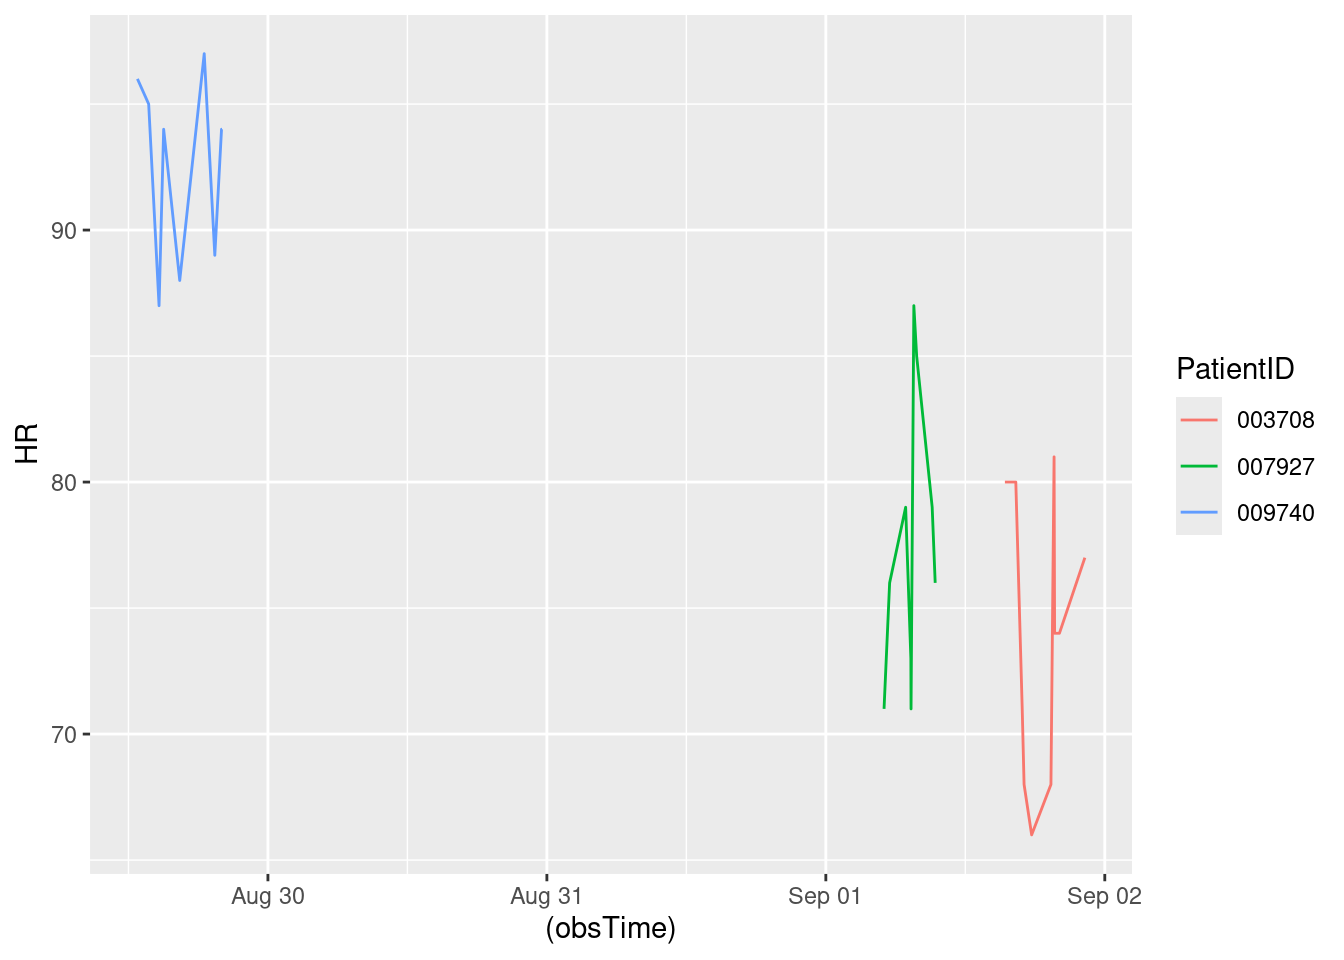 HR
90
80
70
Aug 30
Aug 31
Sep 01
Sep 02
(obsTime)
PatientID
003708
007927
009740